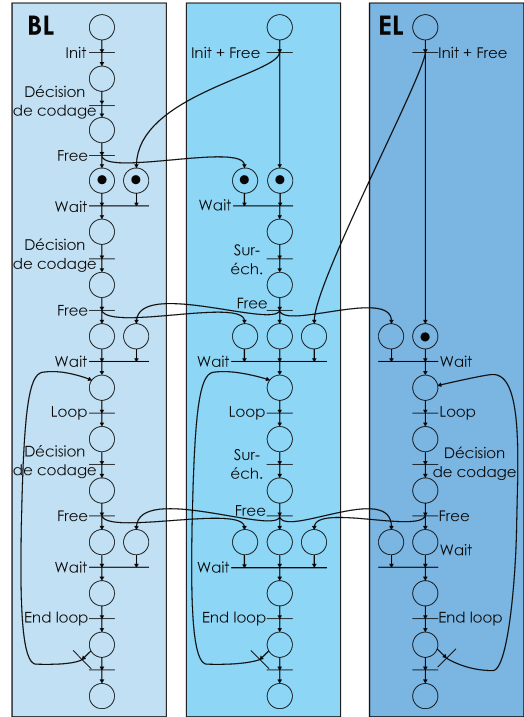 BL
Init
Décision
de codage
Free
Wait
Décision
de codage
Free
Wait
Loop
Décision
de codage
Free
Wait
End loop
Init + Free
Wait
Sur-
éch.
Free
Wait
Loop
Sur-
éch.
Free
Wait
End loop
EL
Init + Free
Wait
Loop
Décision
de codage
Free
Wait
End loop